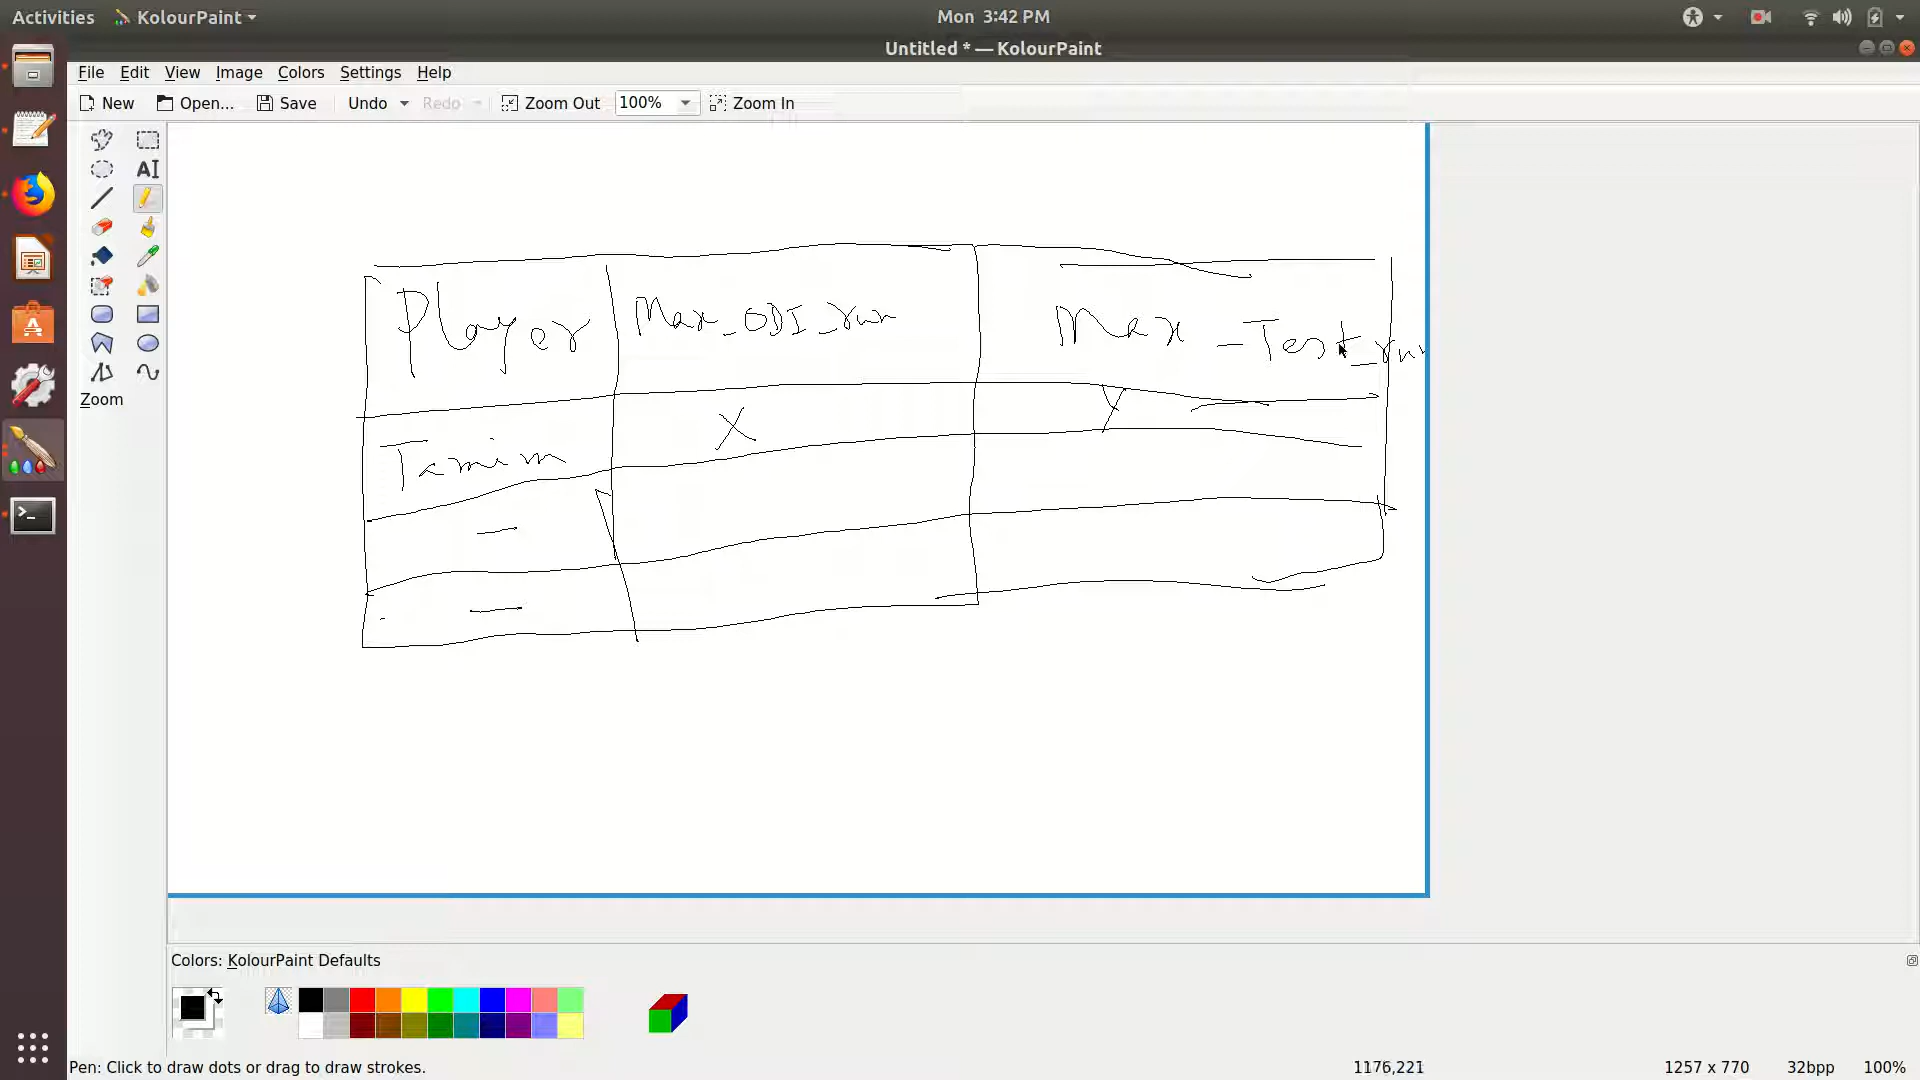 Activities KolourPaint Mon 3:42 PM
Untitled * — KolourPaint
File Edit View Image Colors Settings Help
New Open... Save Undo Redo Zoom Out 100% Zoom In
Player Max_ODI_run Max_Test_run
Tamim X Y
Zoom
Colors: KolourPaint Defaults
Pen: Click to draw dots or drag to draw strokes. 1176,221 1257 x 770 32bpp 100%